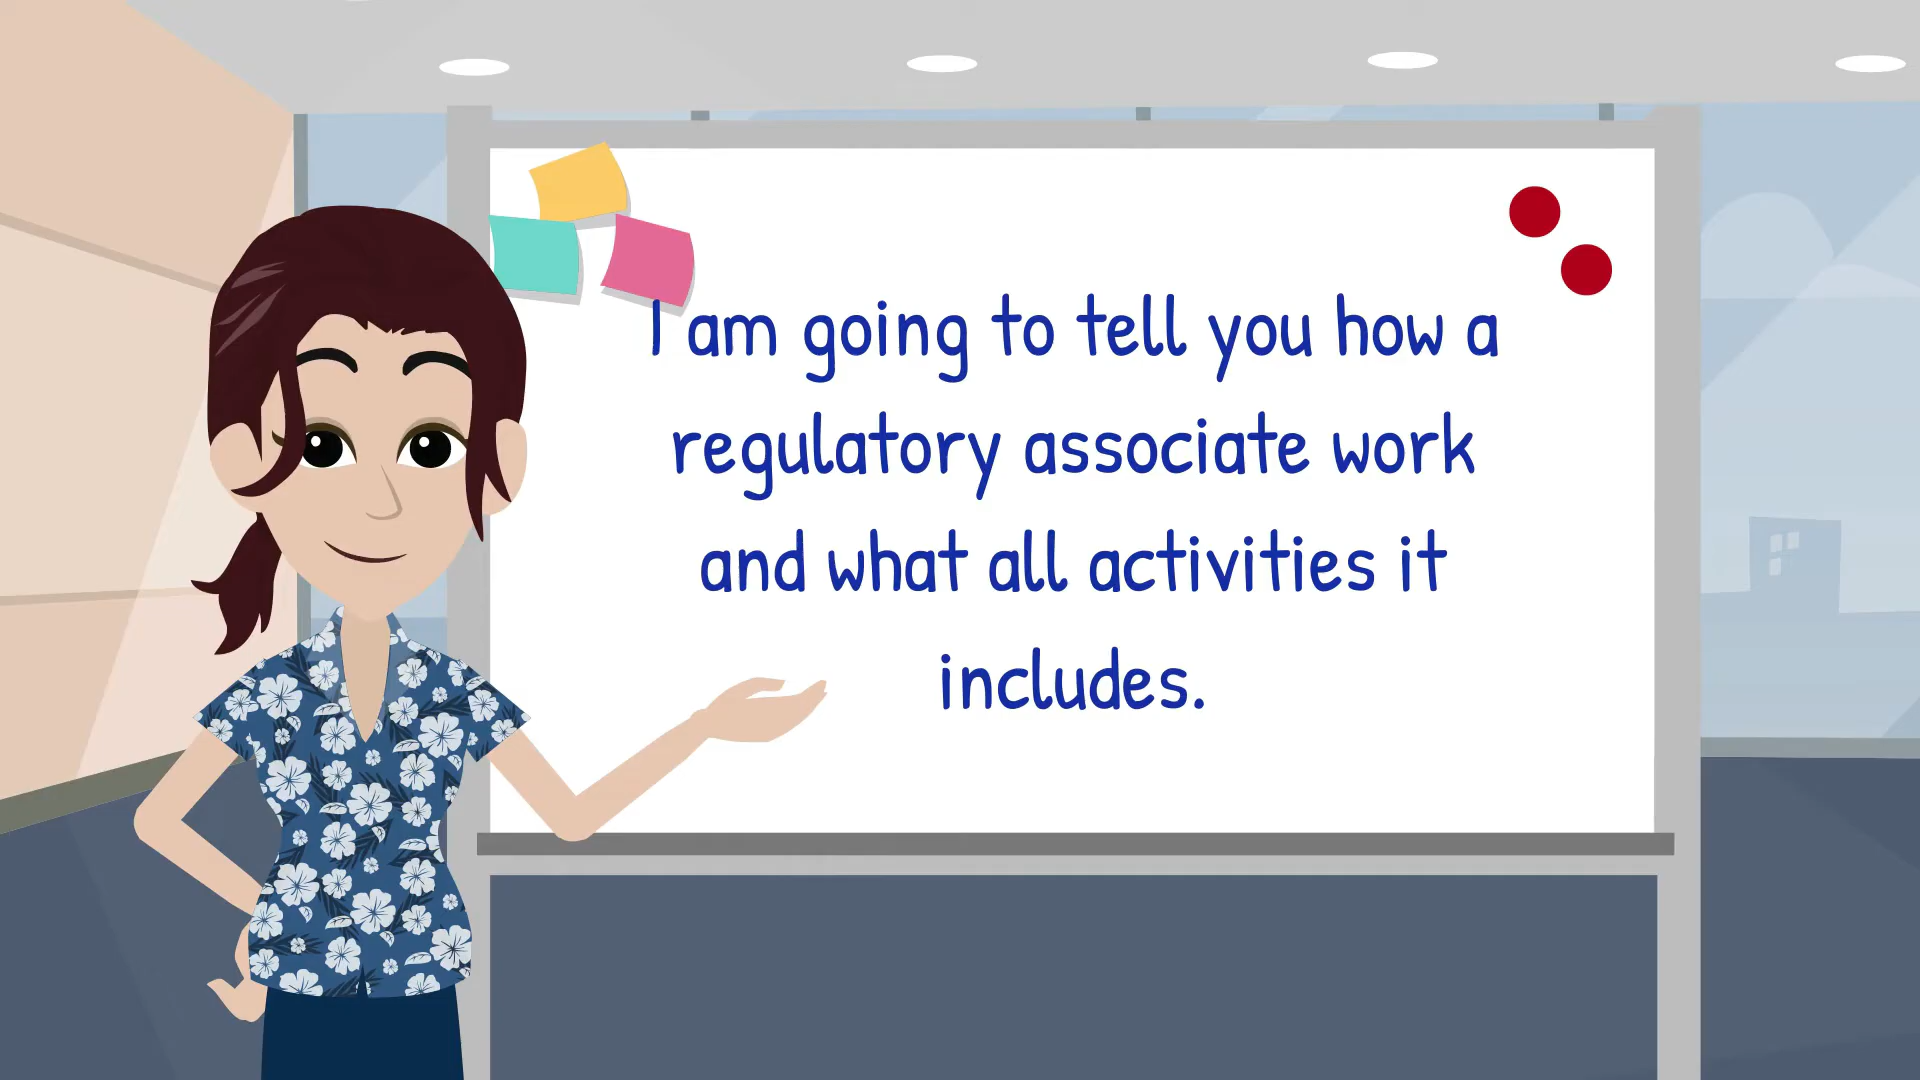 I am going to tell you how a
regulatory associate work
and what all activities it
includes.